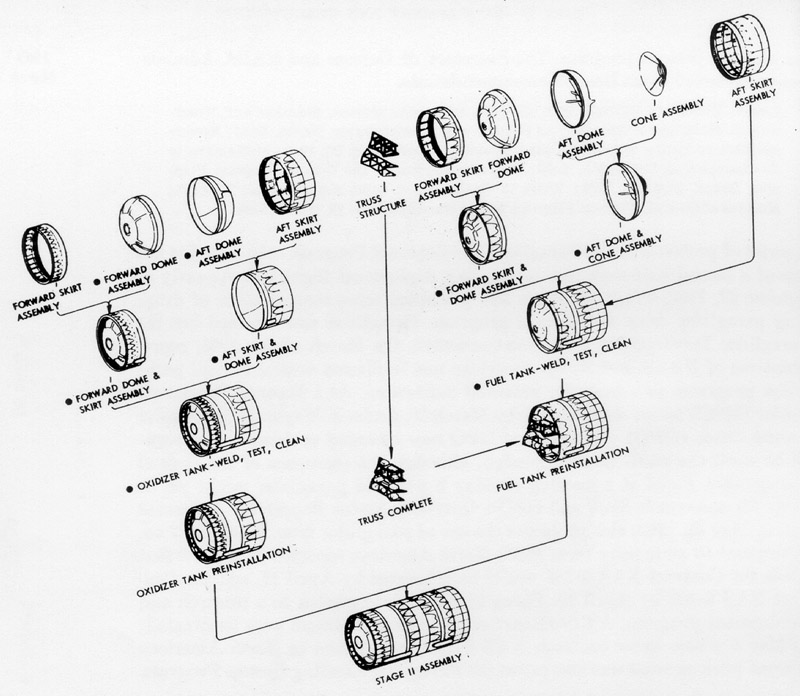 AFT SKIRT
ASSEMBLY
CONE ASSEMBLY
AFT DOME
ASSEMBLY
FORWARD SKIRT
ASSEMBLY
FORWARD
DOME
TRUSS
STRUCTURE
AFT SKIRT
ASSEMBLY
AFT DOME
ASSEMBLY
FORWARD DOME
ASSEMBLY
FORWARD SKIRT
ASSEMBLY
AFT DOME &
CONE ASSEMBLY
FORWARD SKIRT &
DOME ASSEMBLY
AFT SKIRT &
DOME ASSEMBLY
FORWARD DOME &
SKIRT ASSEMBLY
FUEL TANK-WELD, TEST, CLEAN
OXIDIZER TANK-WELD, TEST, CLEAN
FUEL TANK PREINSTALLATION
TRUSS COMPLETE
OXIDIZER TANK PREINSTALLATION
STAGE II ASSEMBLY